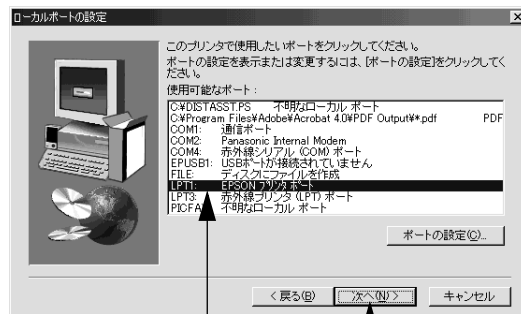 ローカルポートの設定
このプリンタで使用したいポートをクリックしてください。
ポートの設定を表示または変更するには、[ポートの設定]をクリックしてください。
使用可能なポート :
C:¥DISTASST.PS 不明なローカル ポート
C:¥Program Files¥Adobe¥Acrobat 4.0¥PDF Output¥*.pdf PDF
COM1: 通信ポート
COM2: Panasonic Internal Modem
COM4: 赤外線シリアル (COM) ポート
EPUSB1: USBポートが接続されていません
FILE: ディスクにファイルを作成
LPT1: EPSON プリンタ ポート
LPT3: 赤外線プリンタ (LPT) ポート
PICFA 不明なローカル ポート
ポートの設定(C)...
< 戻る(B)
次へ(N) >
キャンセル